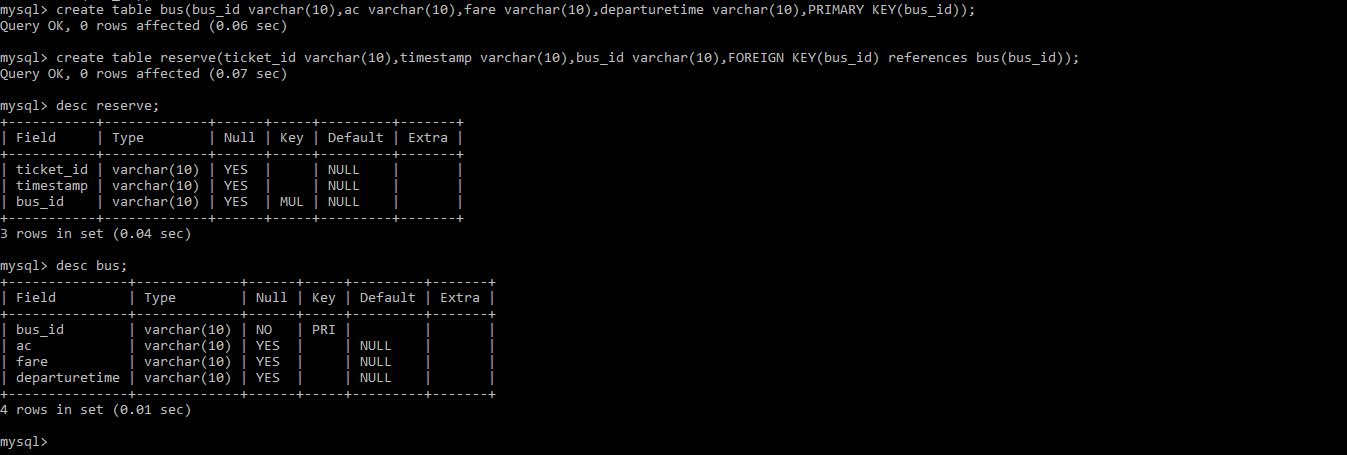 mysql> create table bus(bus_id varchar(10),ac varchar(10),fare varchar(10),departuretime varchar(10),PRIMARY KEY(bus_id));
Query OK, 0 rows affected (0.06 sec)

mysql> create table reserve(ticket_id varchar(10),timestamp varchar(10),bus_id varchar(10),FOREIGN KEY(bus_id) references bus(bus_id));
Query OK, 0 rows affected (0.07 sec)

mysql> desc reserve;
+-----------+-------------+------+-----+---------+-------+
| Field     | Type        | Null | Key | Default | Extra |
+-----------+-------------+------+-----+---------+-------+
| ticket_id | varchar(10) | YES  |     | NULL    |       |
| timestamp | varchar(10) | YES  |     | NULL    |       |
| bus_id    | varchar(10) | YES  | MUL | NULL    |       |
+-----------+-------------+------+-----+---------+-------+
3 rows in set (0.04 sec)

mysql> desc bus;
+---------------+-------------+------+-----+---------+-------+
| Field         | Type        | Null | Key | Default | Extra |
+---------------+-------------+------+-----+---------+-------+
| bus_id        | varchar(10) | NO   | PRI |         |       |
| ac            | varchar(10) | YES  |     | NULL    |       |
| fare          | varchar(10) | YES  |     | NULL    |       |
| departuretime | varchar(10) | YES  |     | NULL    |       |
+---------------+-------------+------+-----+---------+-------+
4 rows in set (0.01 sec)

mysql>